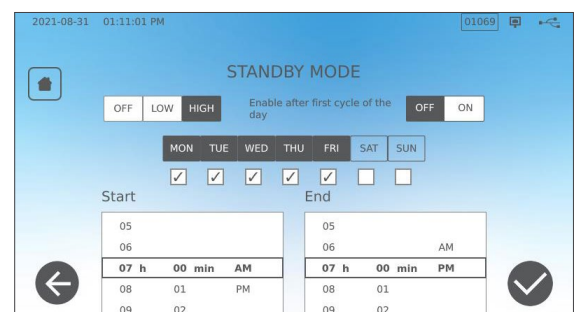 2021-08-31 01:11:01 PM 01069
STANDBY MODE
OFF LOW HIGH Enable after first cycle of the day OFF ON
MON TUE WED THU FRI SAT SUN
Start End
05 05
06 06 AM
07 h 00 min AM 07 h 00 min PM
08 01 PM 08 01
09 02 09 02